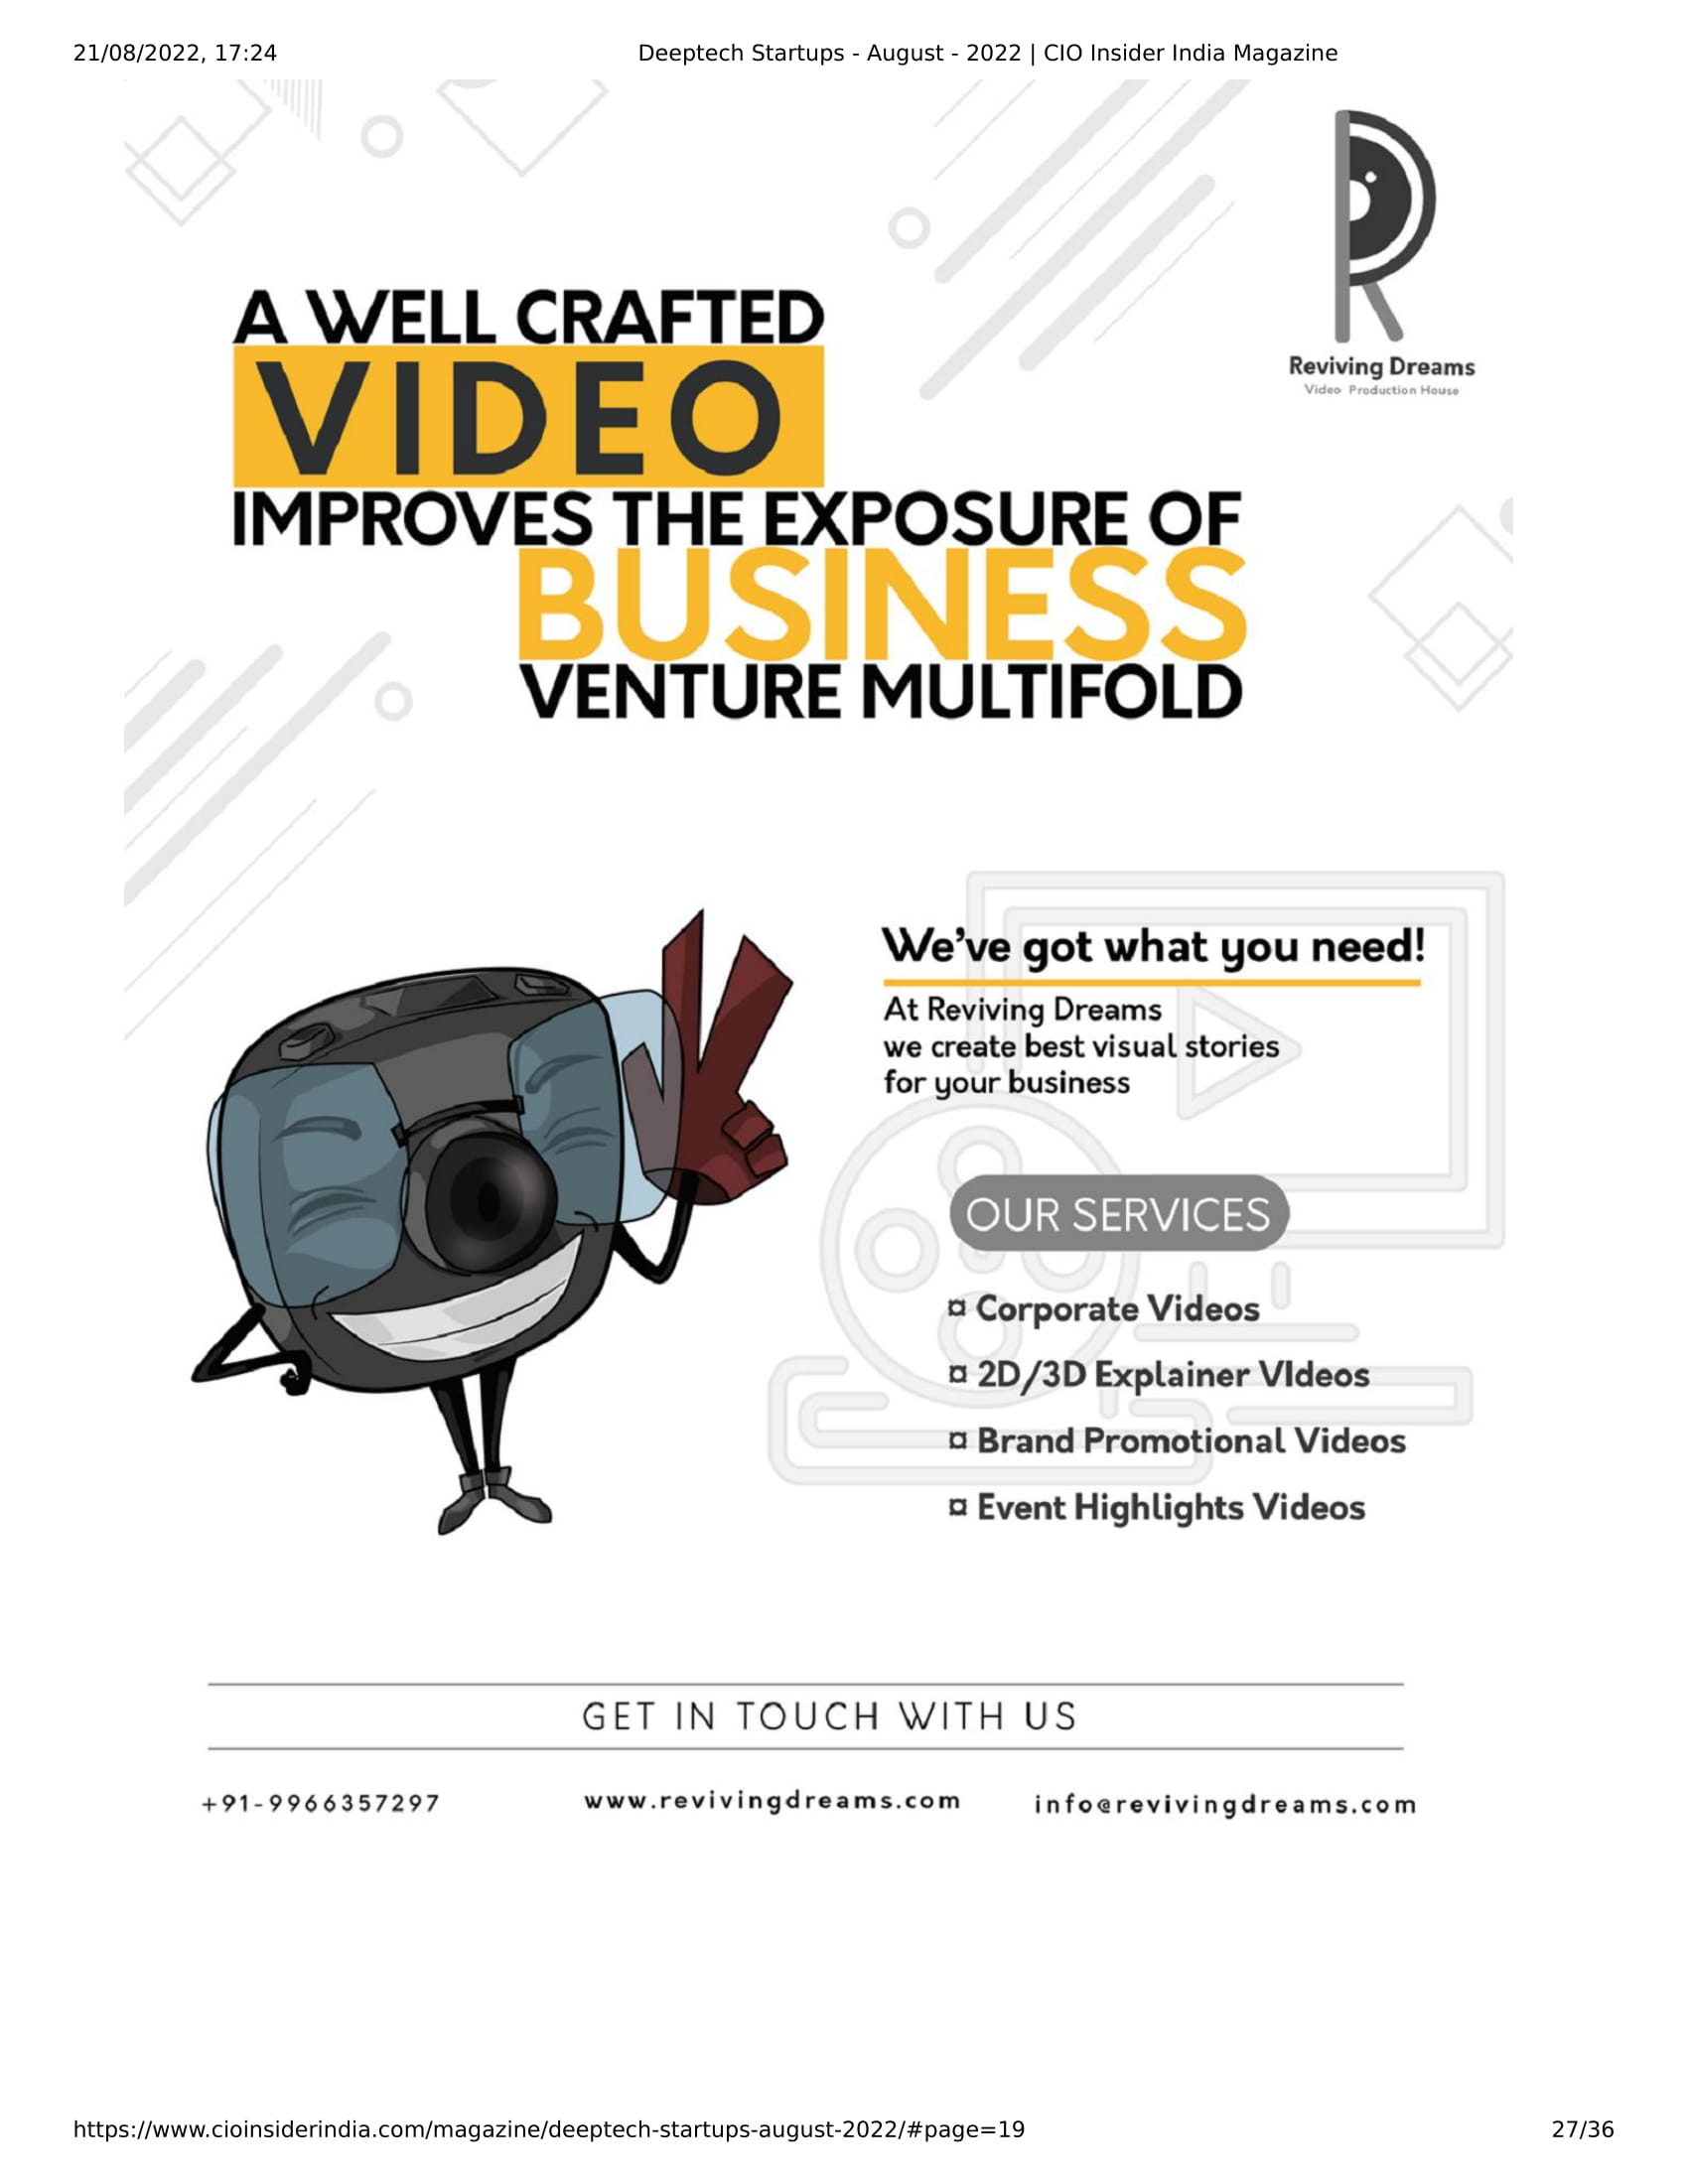 21/08/2022, 17:24
Deeptech Startups - August - 2022 | CIO Insider India Magazine
Reviving Dreams
Video Production House
A WELL CRAFTED
VIDEO
IMPROVES THE EXPOSURE OF
BUSINESS
VENTURE MULTIFOLD
We've got what you need!
At Reviving Dreams
we create best visual stories
for your business
OUR SERVICES
¤ Corporate Videos
¤ 2D/3D Explainer VIdeos
¤ Brand Promotional Videos
¤ Event Highlights Videos
GET IN TOUCH WITH US
+91-9966357297
www.revivingdreams.com
info@revivingdreams.com
https://www.cioinsiderindia.com/magazine/deeptech-startups-august-2022/#page=19
27/36